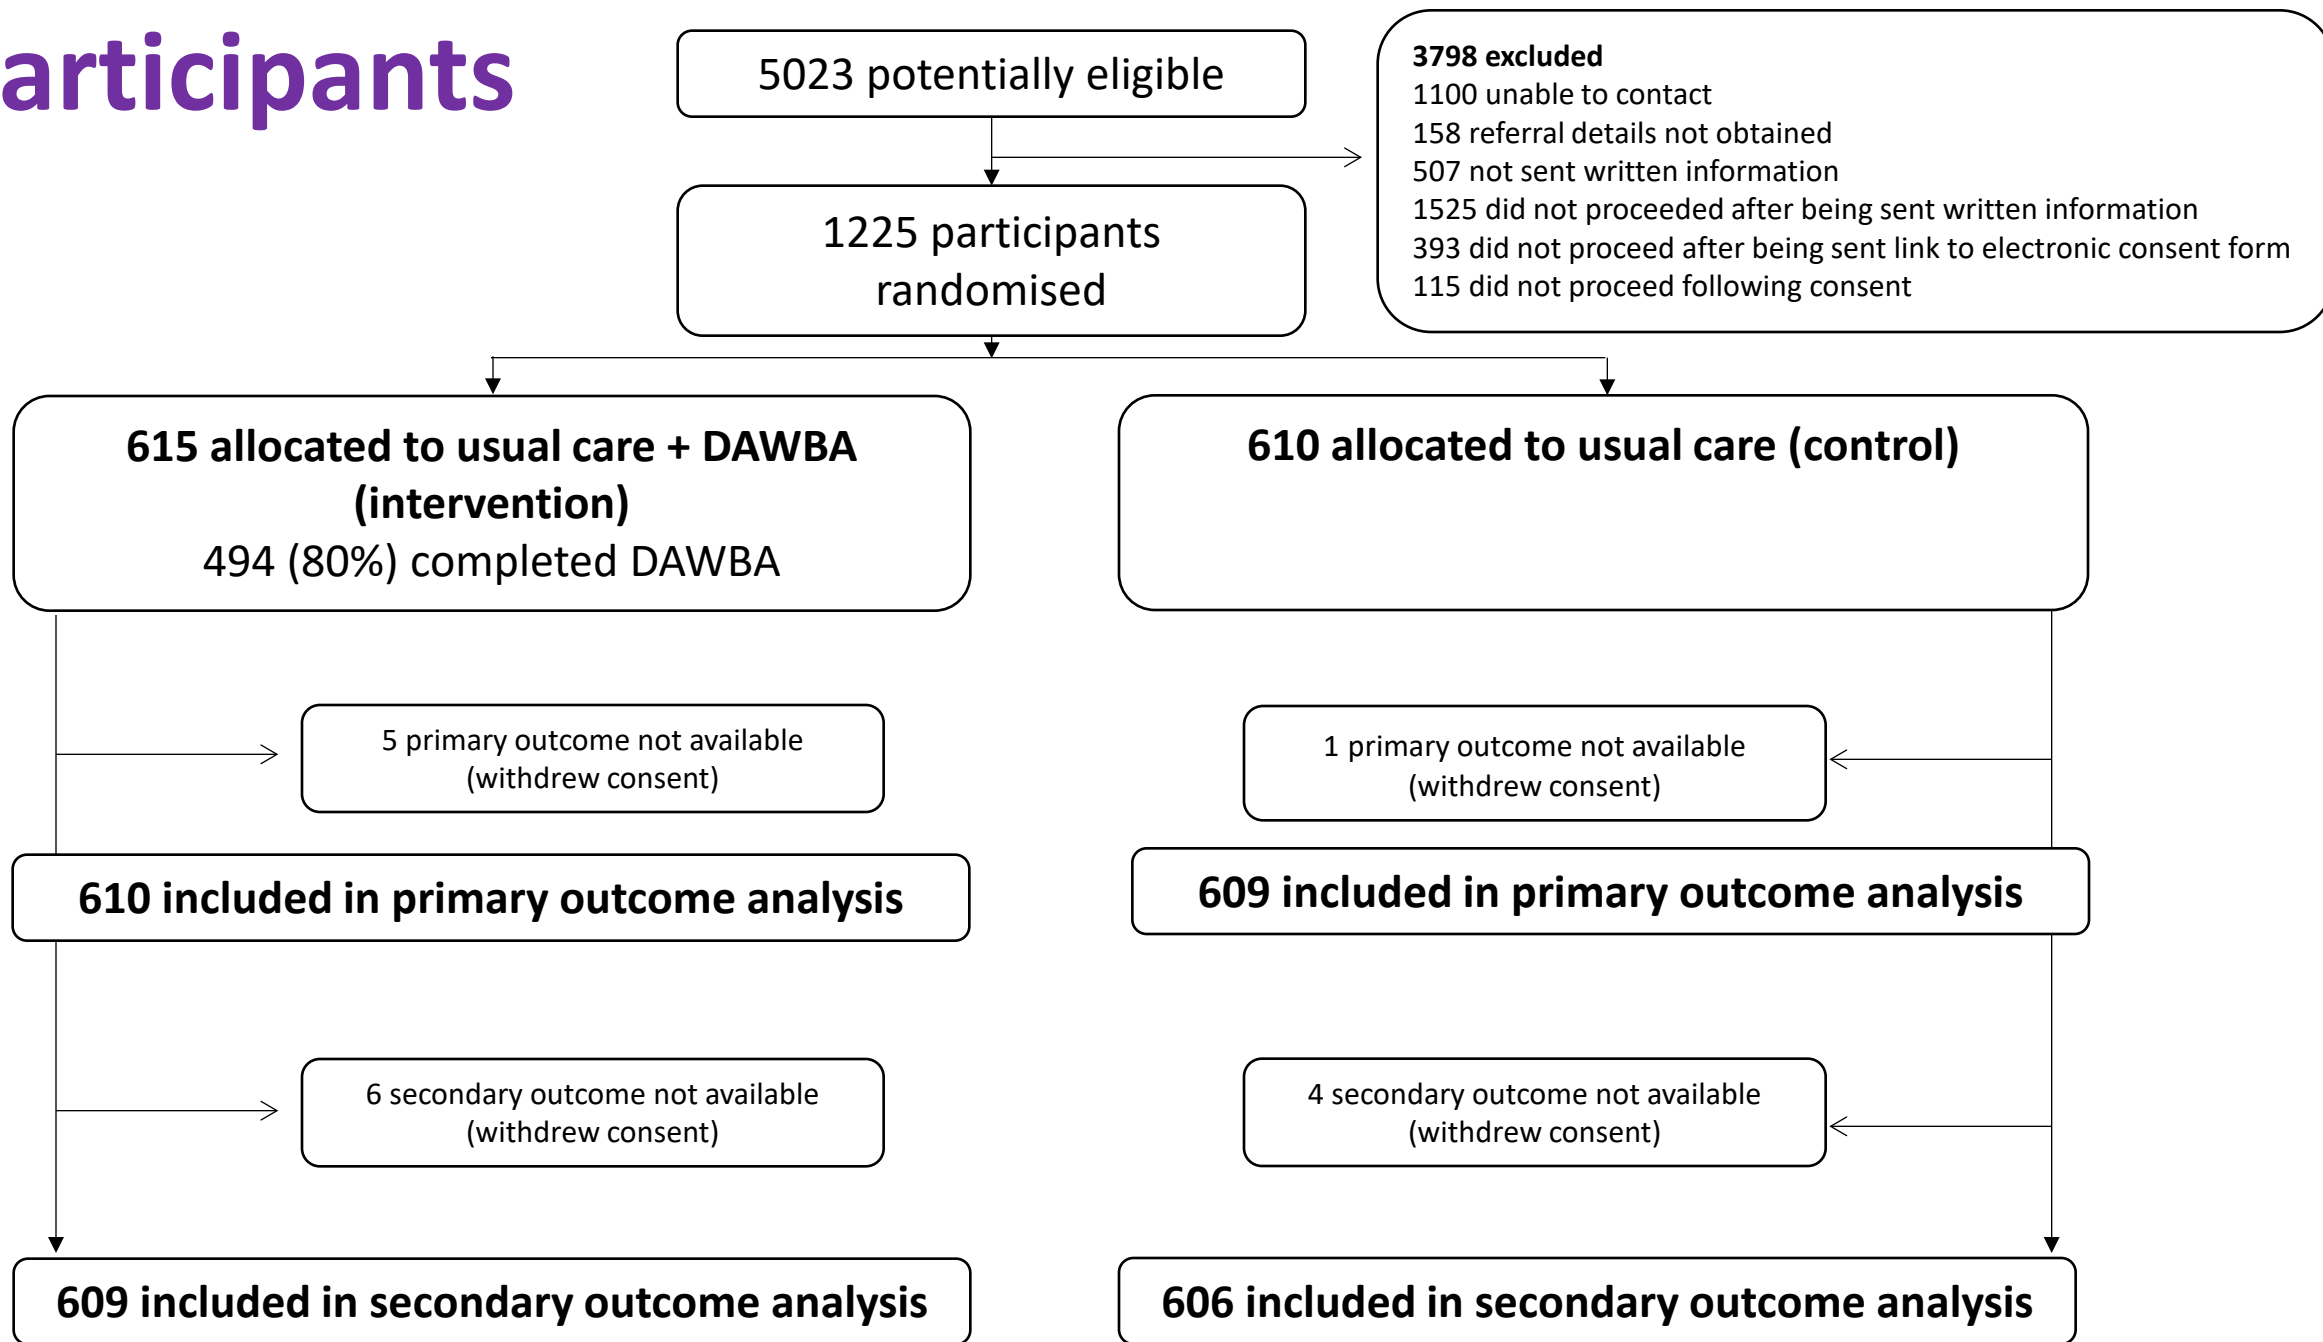 articipants
5023 potentially eligible
3798 excluded
1100 unable to contact
158 referral details not obtained
507 not sent written information
1525 did not proceeded after being sent written information
393 did not proceed after being sent link to electronic consent form
115 did not proceed following consent
1225 participants
randomised
615 allocated to usual care + DAWBA
(intervention)
494 (80%) completed DAWBA
610 allocated to usual care (control)
5 primary outcome not available
(withdrew consent)
1 primary outcome not available
(withdrew consent)
610 included in primary outcome analysis
609 included in primary outcome analysis
6 secondary outcome not available
(withdrew consent)
4 secondary outcome not available
(withdrew consent)
609 included in secondary outcome analysis
606 included in secondary outcome analysis